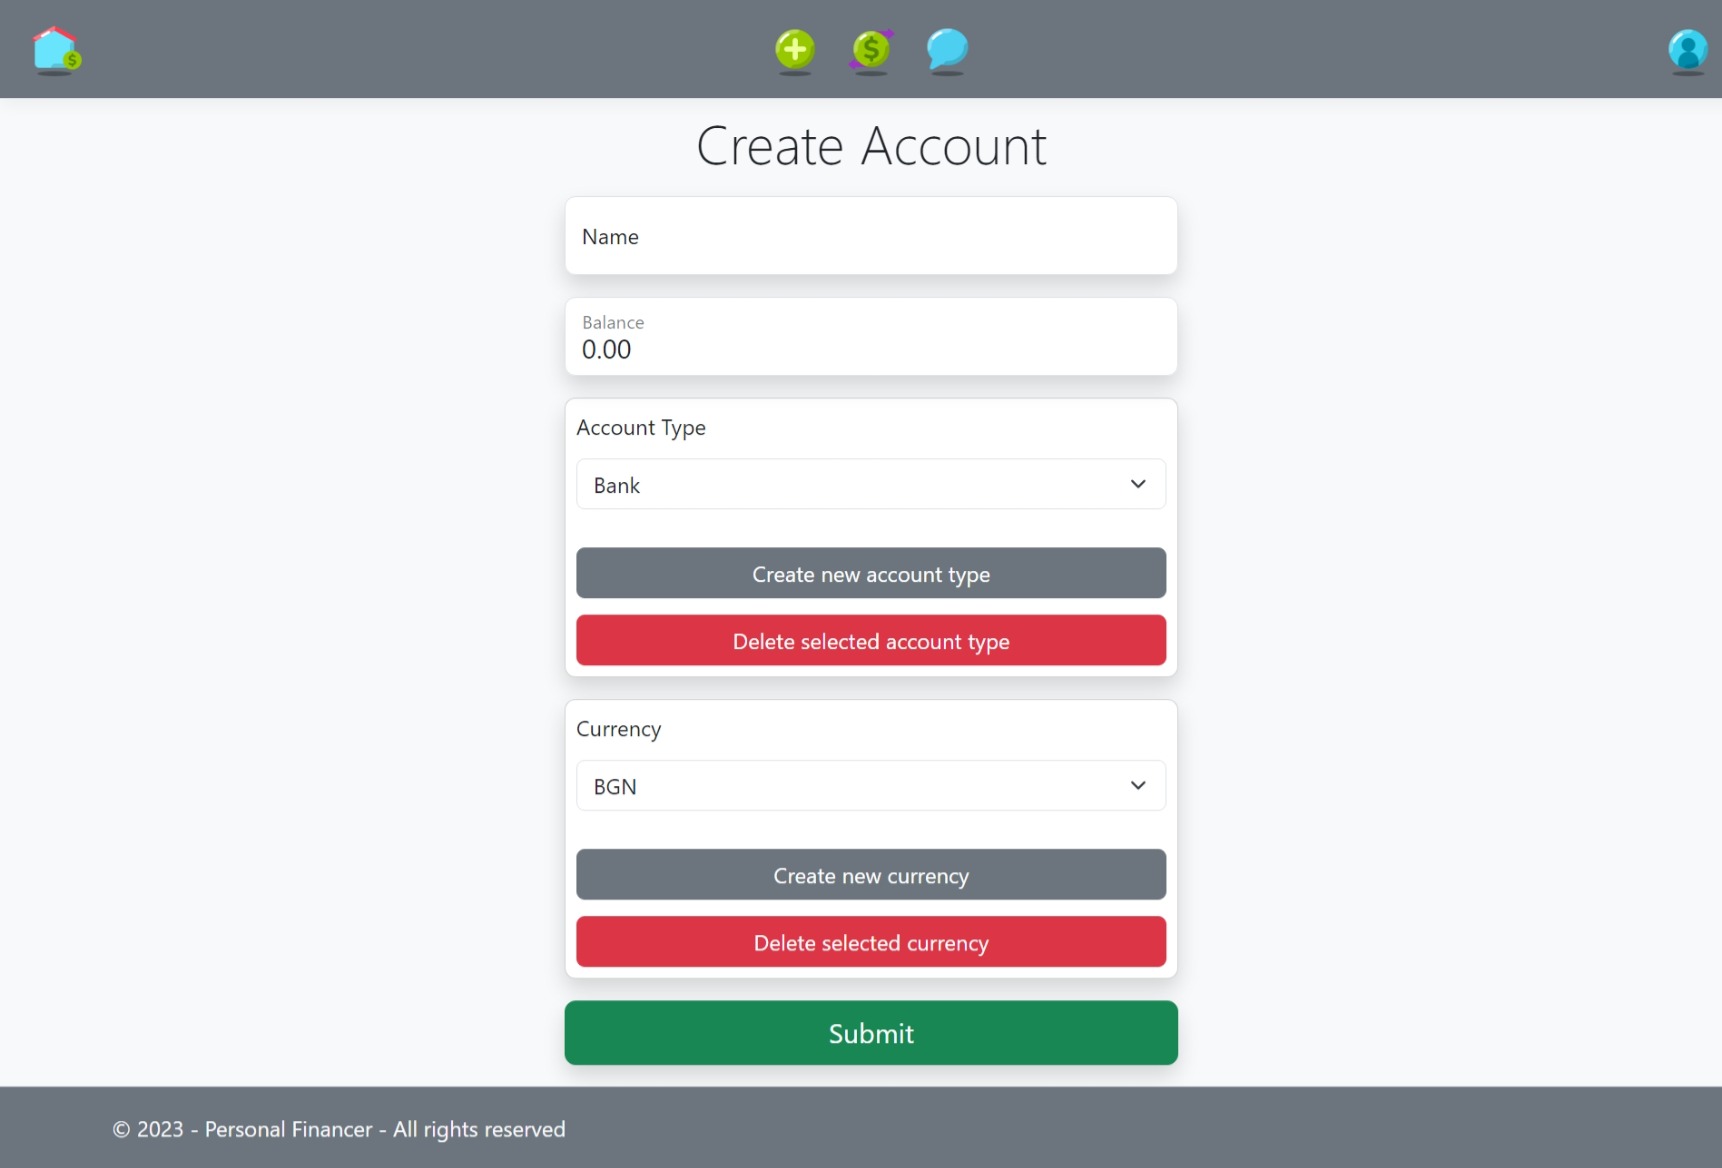 Create Account
Name
Balance
0.00
Account Type
Bank
Create new account type
Delete selected account type
Currency
BGN
Create new currency
Delete selected currency
Submit
© 2023 - Personal Financer - All rights reserved